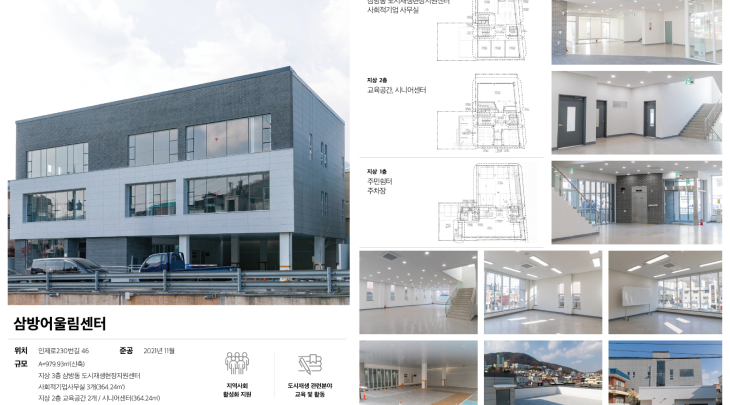 삼방어울림센터
위치 인제로230번길 46 준공 2021년 11월
규모 A=979.93㎡(신축)
지상 3층 삼방동 도시재생현장지원센터
사회적기업사무실 3개(364.24㎡)
지상 2층 교육공간 2개 / 시니어센터(364.24㎡)
지역사회
활성화 지원
도시재생 관련분야
교육 및 활동
삼방동 도시재생현장지원센터
사회적기업 사무실
지상 2층
교육공간, 시니어센터
지상 1층
주민쉼터
주차장